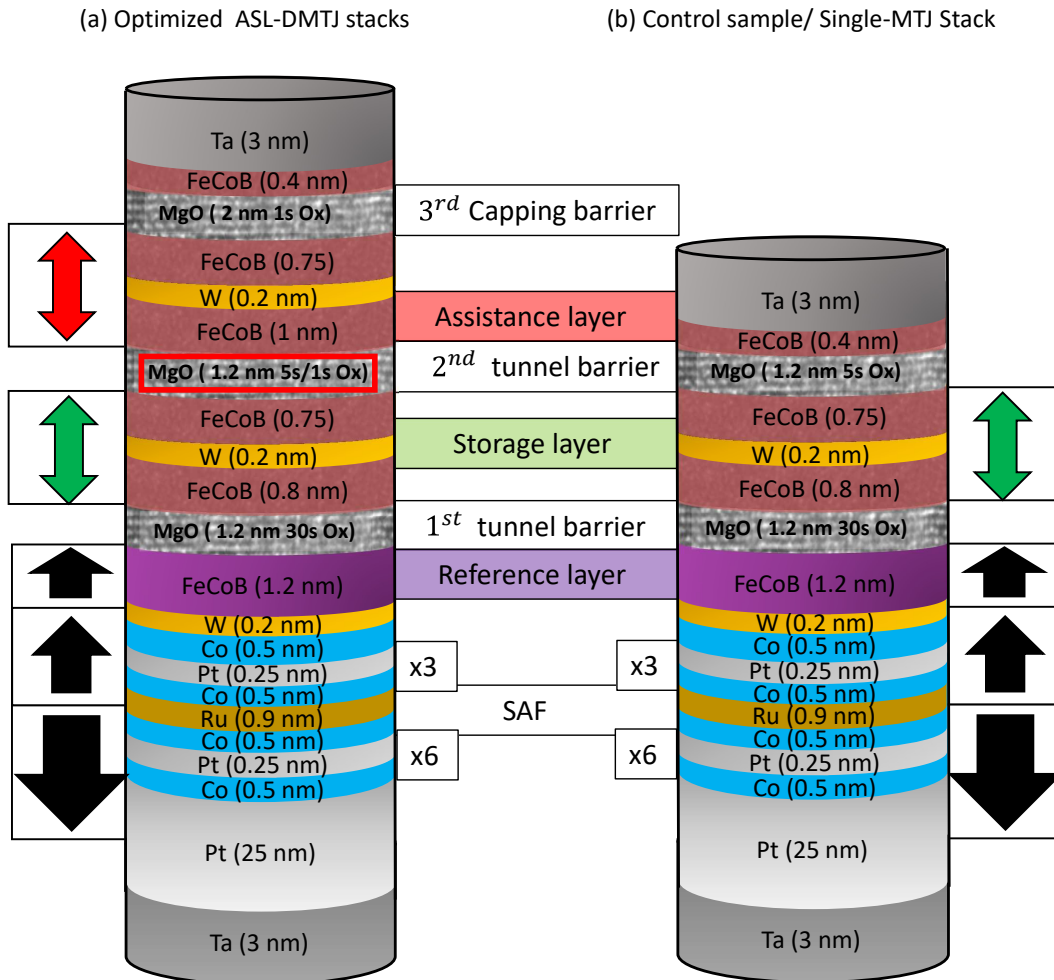 (a) Optimized ASL-DMTJ stacks
Ta (3 nm)
FeCoB (0.4 nm)
MgO ( 2 nm 1s Ox)
FeCoB (0.75)
W (0.2 nm)
FeCoB (1 nm)
MgO ( 1.2 nm 5s/1s Ox)
FeCoB (0.75)
W (0.2 nm)
FeCoB (0.8 nm)
MgO ( 1.2 nm 30s Ox)
FeCoB (1.2 nm)
W (0.2 nm)
Co (0.5 nm)
Pt (0.25 nm)
Co (0.5 nm)
Ru (0.9 nm)
Co (0.5 nm)
Pt (0.25 nm)
Co (0.5 nm)
Pt (25 nm)
Ta (3 nm)
3rd Capping barrier
Assistance layer
2nd tunnel barrier
Storage layer
1st tunnel barrier
Reference layer
x3
x3
SAF
x6
x6
(b) Control sample/ Single-MTJ Stack
Ta (3 nm)
FeCoB (0.4 nm)
MgO ( 1.2 nm 5s Ox)
FeCoB (0.75)
W (0.2 nm)
FeCoB (0.8 nm)
MgO ( 1.2 nm 30s Ox)
FeCoB (1.2 nm)
W (0.2 nm)
Co (0.5 nm)
Pt (0.25 nm)
Co (0.5 nm)
Ru (0.9 nm)
Co (0.5 nm)
Pt (0.25 nm)
Co (0.5 nm)
Pt (25 nm)
Ta (3 nm)